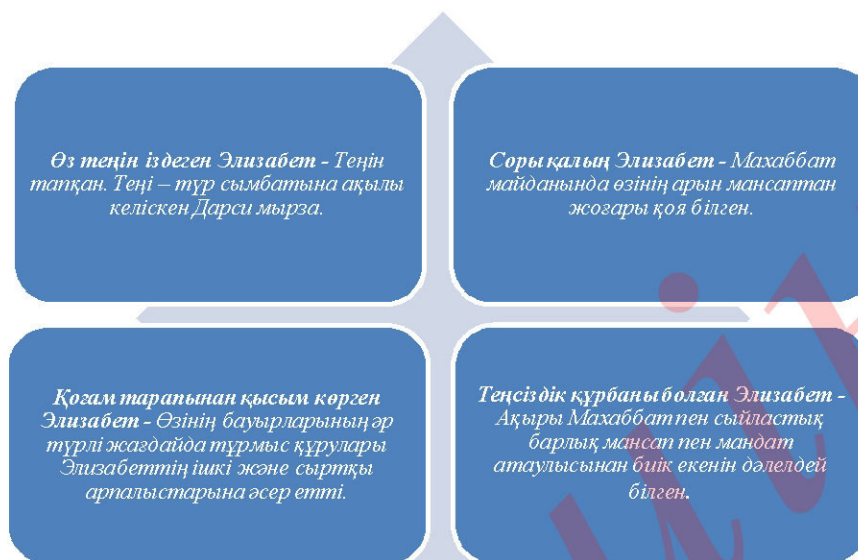 Өз теңін іздеген Элизабет - Теңін
тапқан. Теңі – түр сымбатына ақылы
келіскен Дарси мырза.
Соры қалың Элизабет - Махаббат
майданында өзінің арын мансаптан
жоғары қоя білген.
Қоғам тарапынан қысым көрген
Элизабет - Өзінің бауырларының әр
түрлі жағдайда тұрмыс құрулары
Элизабеттің ішкі және сыртқы
арпалыстарына әсер етті.
Теңсіздік құрбаны болған Элизабет -
Ақыры Махаббат пен сыйластық
барлық мансап пен мандат
атаулысынан биік екенін дәлелдей
білген.